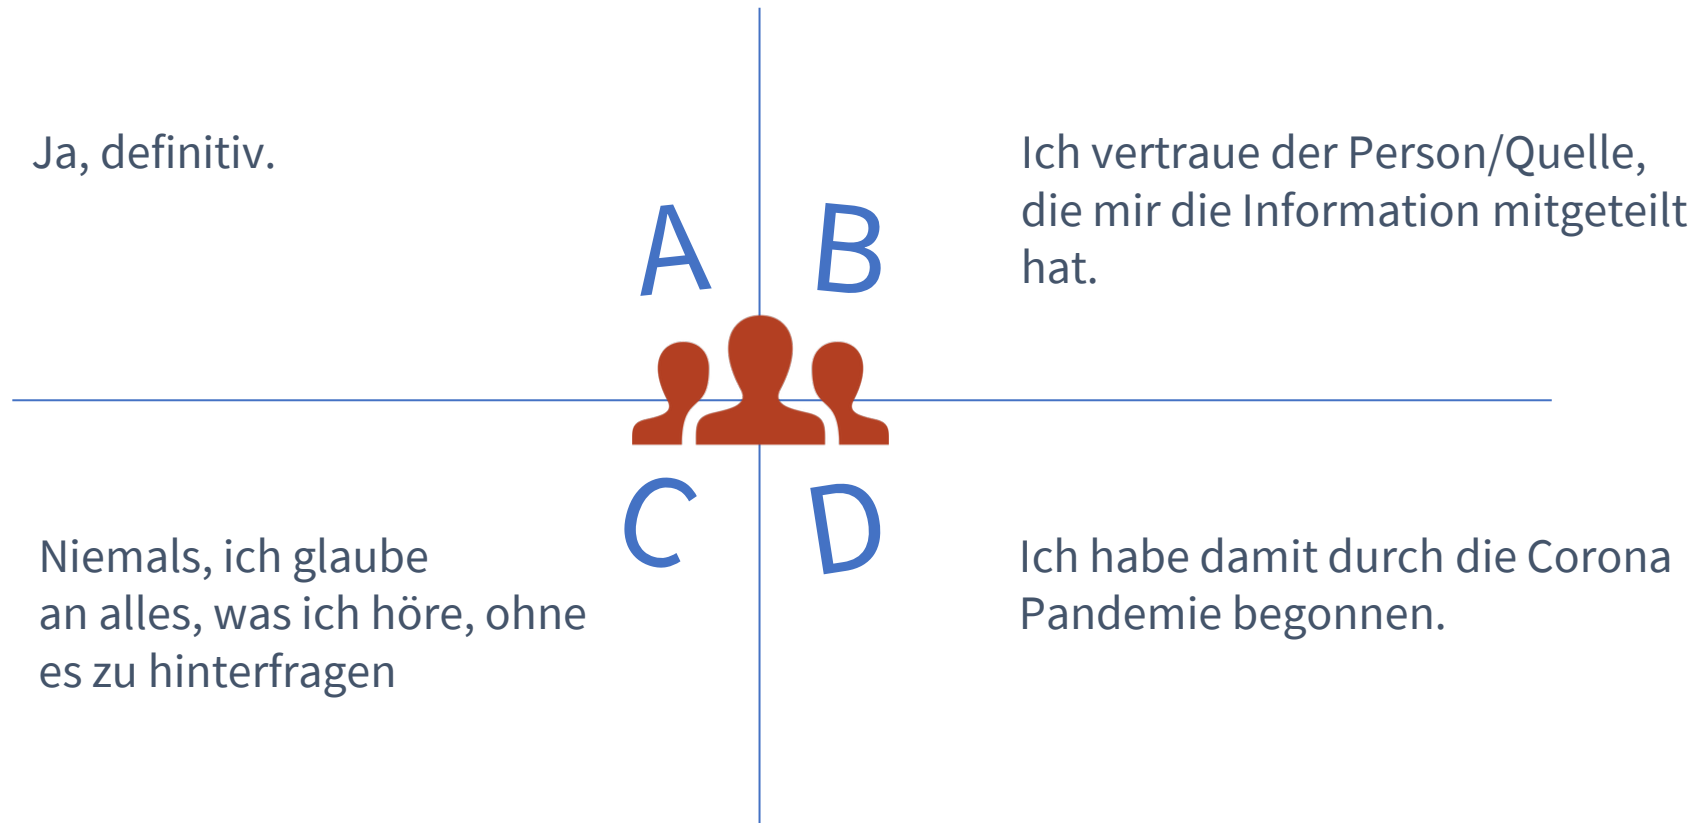 Ja, definitiv.
A
B
Ich vertraue der Person/Quelle,
die mir die Information mitgeteilt
hat.
C
Niemals, ich glaube
an alles, was ich höre, ohne
es zu hinterfragen
D
Ich habe damit durch die Corona
Pandemie begonnen.